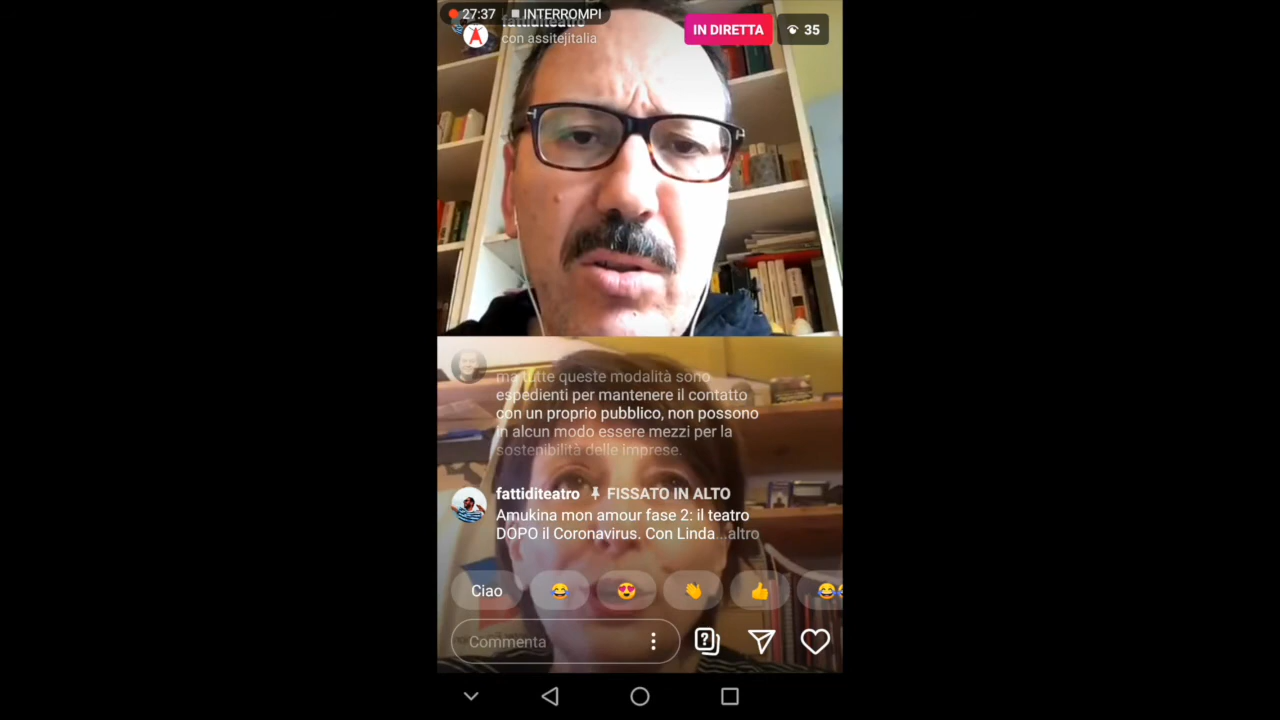 27:37 INTERROMPI
fattiditeatro
con assitejitalia
IN DIRETTA
35
ma tutte queste modalità sono
espedienti per mantenere il contatto
con un proprio pubblico, non possono
in alcun modo essere mezzi per la
sostenibilità delle imprese.
fattiditeatro FISSATO IN ALTO
Amukina mon amour fase 2: il teatro
DOPO il Coronavirus. Con Linda...altro
Ciao
Commenta